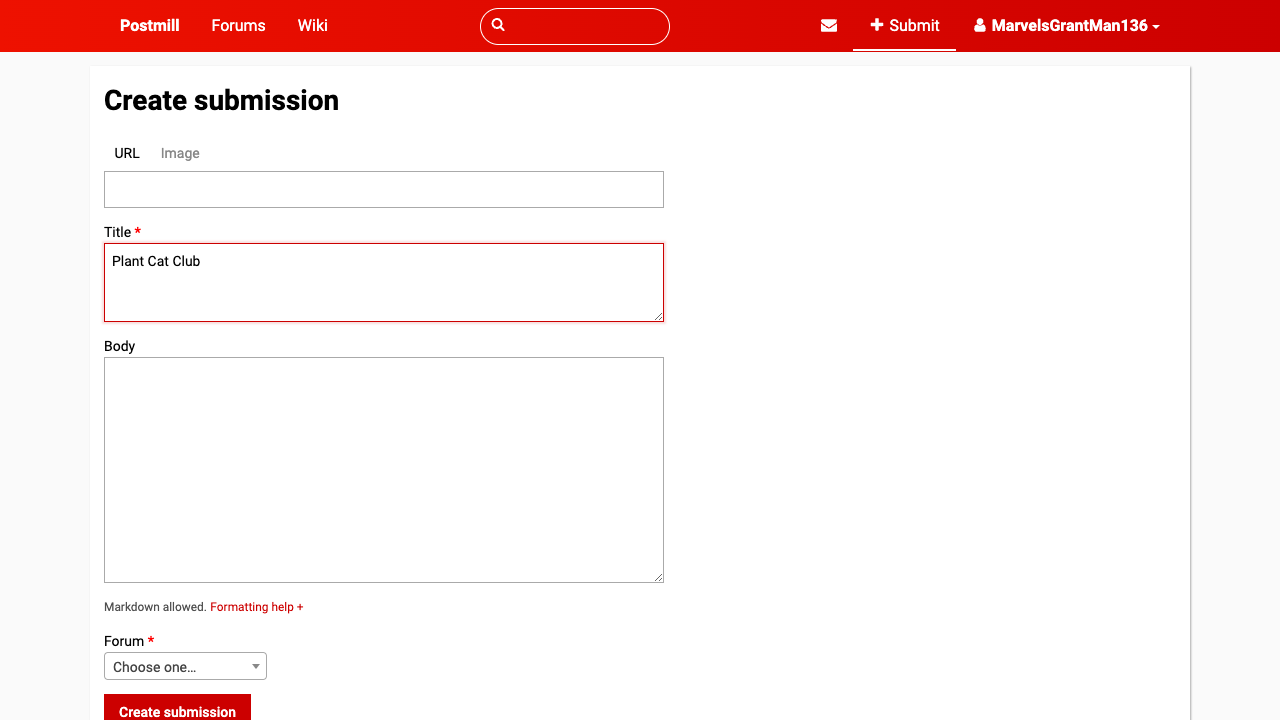 Postmill Forums Wiki Submit MarvelsGrantMan136
Create submission
URL Image
Title *
Plant Cat Club
Body
Markdown allowed. Formatting help +
Forum *
Choose one...
Create submission